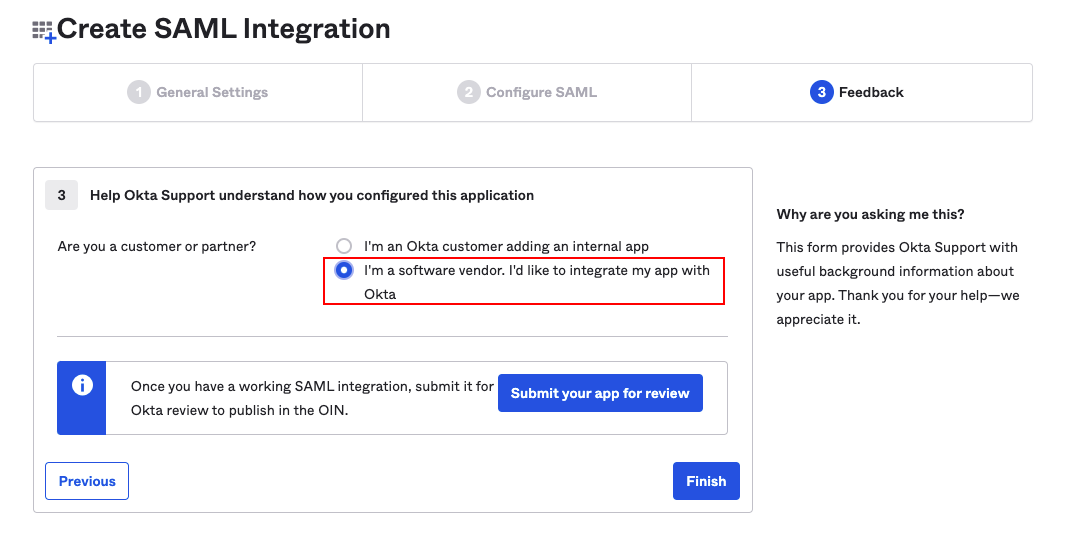 Create SAML Integration
1 General Settings
2 Configure SAML
3 Feedback
3 Help Okta Support understand how you configured this application
Are you a customer or partner?
I'm an Okta customer adding an internal app
I'm a software vendor. I'd like to integrate my app with
Okta
Once you have a working SAML integration, submit it for
Okta review to publish in the OIN.
Submit your app for review
Previous
Finish
Why are you asking me this?
This form provides Okta Support with
useful background information about
your app. Thank you for your help—we
appreciate it.